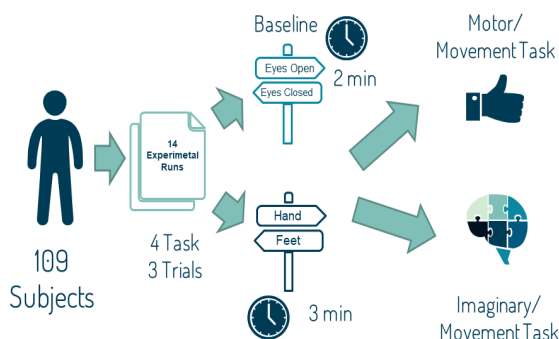 Baseline
Eyes Open
Eyes Closed
2 min
Motor/
Movement Task
14
Experimetal
Runs
4 Task
3 Trials
109
Subjects
Hand
Feet
3 min
Imaginary/
Movement Task